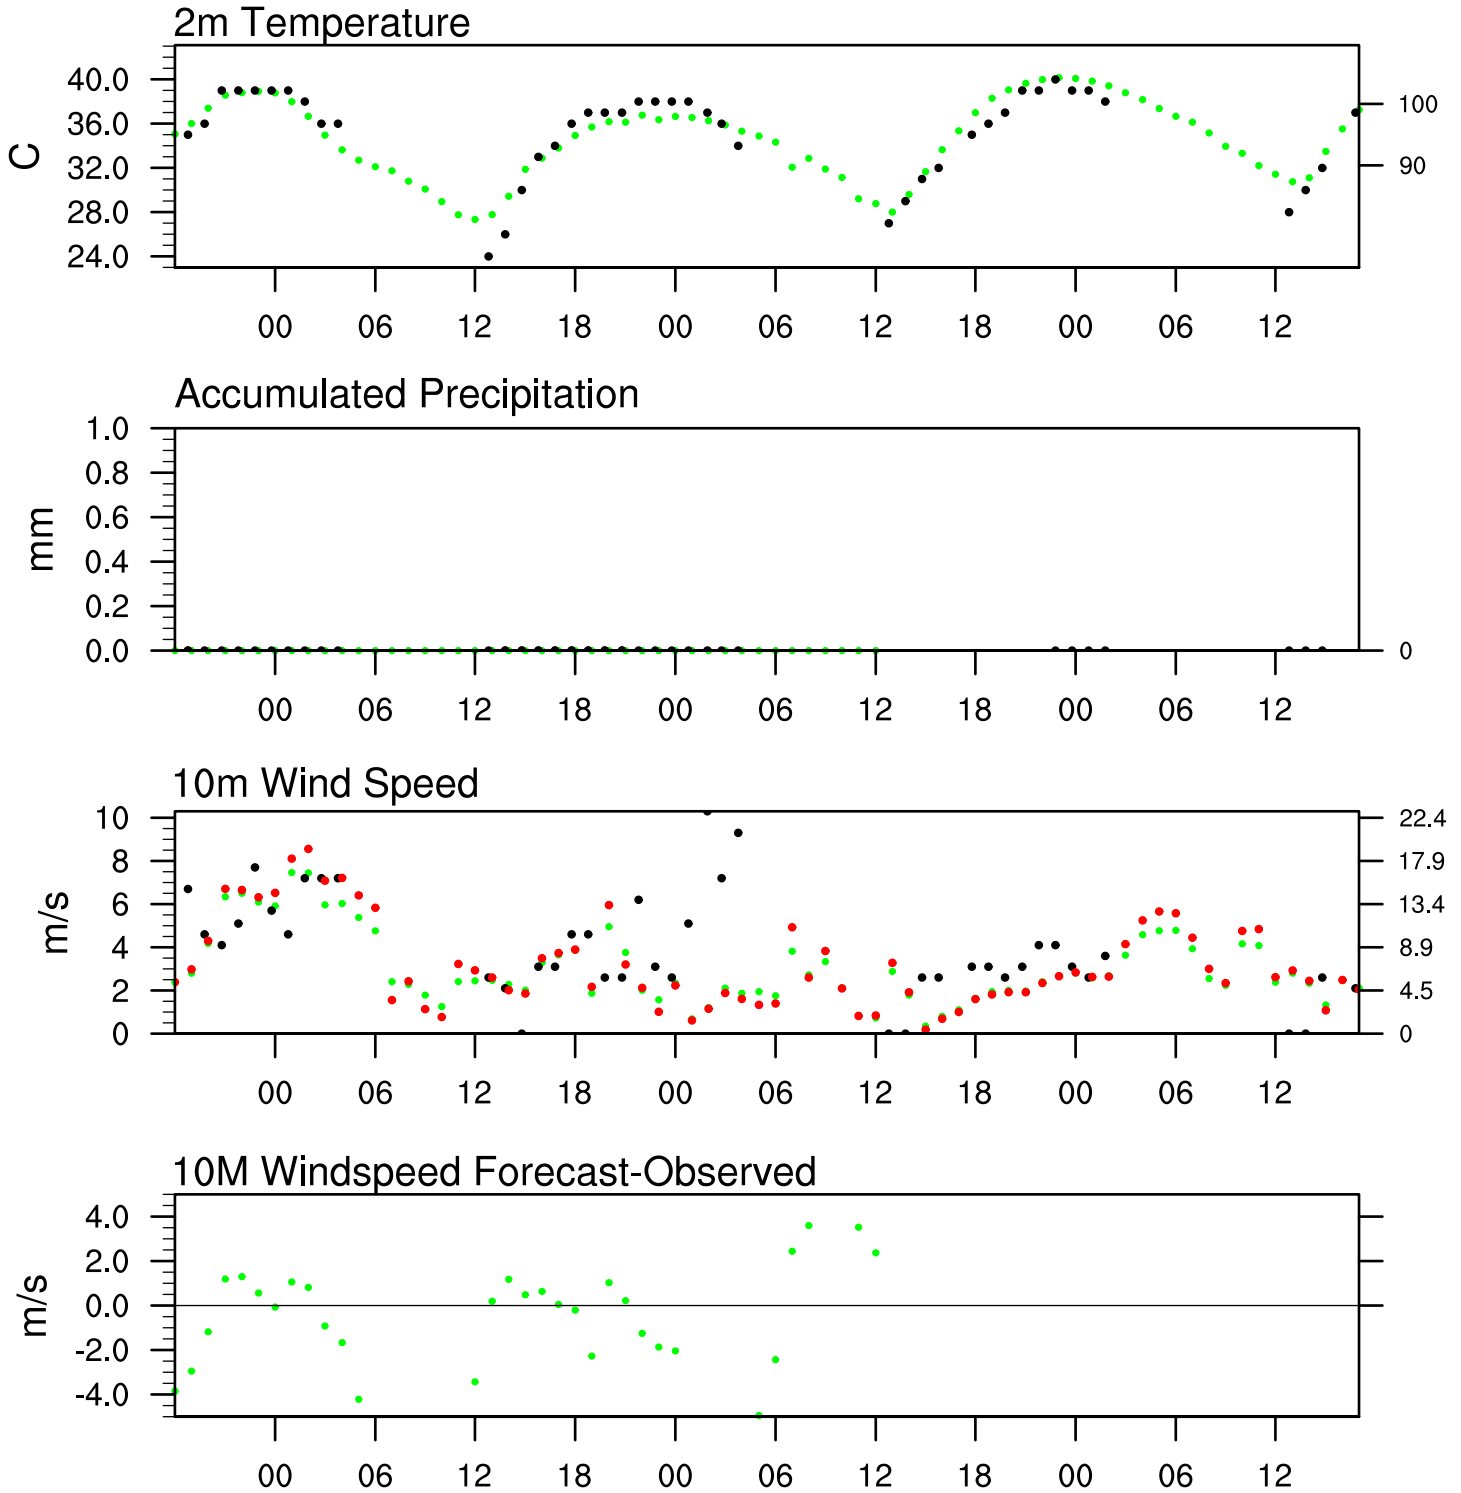 2m Temperature
40.0
36.0
32.0
28.0
24.0
C
100
90
00 06 12 18 00 06 12 18 00 06 12
Accumulated Precipitation
1.0
0.8
0.6
0.4
0.2
0.0
mm
0
00 06 12 18 00 06 12 18 00 06 12
10m Wind Speed
10
8
6
4
2
0
m/s
22.4
17.9
13.4
8.9
4.5
0
00 06 12 18 00 06 12 18 00 06 12
10M Windspeed Forecast-Observed
4.0
2.0
0.0
-2.0
-4.0
m/s
00 06 12 18 00 06 12 18 00 06 12